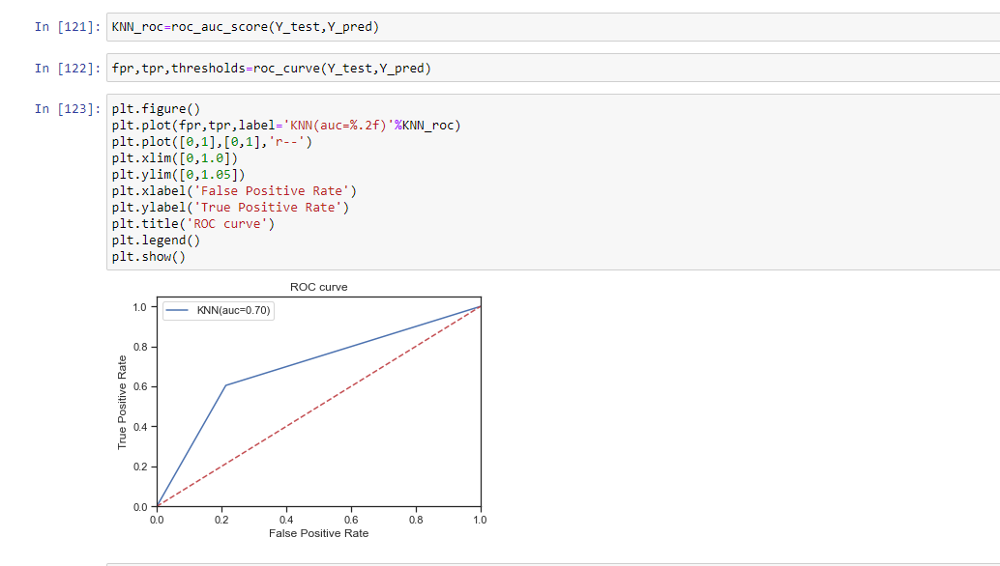 In [121]: KNN_roc=roc_auc_score(Y_test,Y_pred)
In [122]: fpr,tpr,thresholds=roc_curve(Y_test,Y_pred)
In [123]: plt.figure()
plt.plot(fpr,tpr,label='KNN(auc=%.2f)'%KNN_roc)
plt.plot([0,1],[0,1],'r--')
plt.xlim([0,1.0])
plt.ylim([0,1.05])
plt.xlabel('False Positive Rate')
plt.ylabel('True Positive Rate')
plt.title('ROC curve')
plt.legend()
plt.show()
ROC curve
KNN(auc=0.70)
True Positive Rate
1.0
0.8
0.6
0.4
0.2
0.0
0.0 0.2 0.4 0.6 0.8 1.0
False Positive Rate